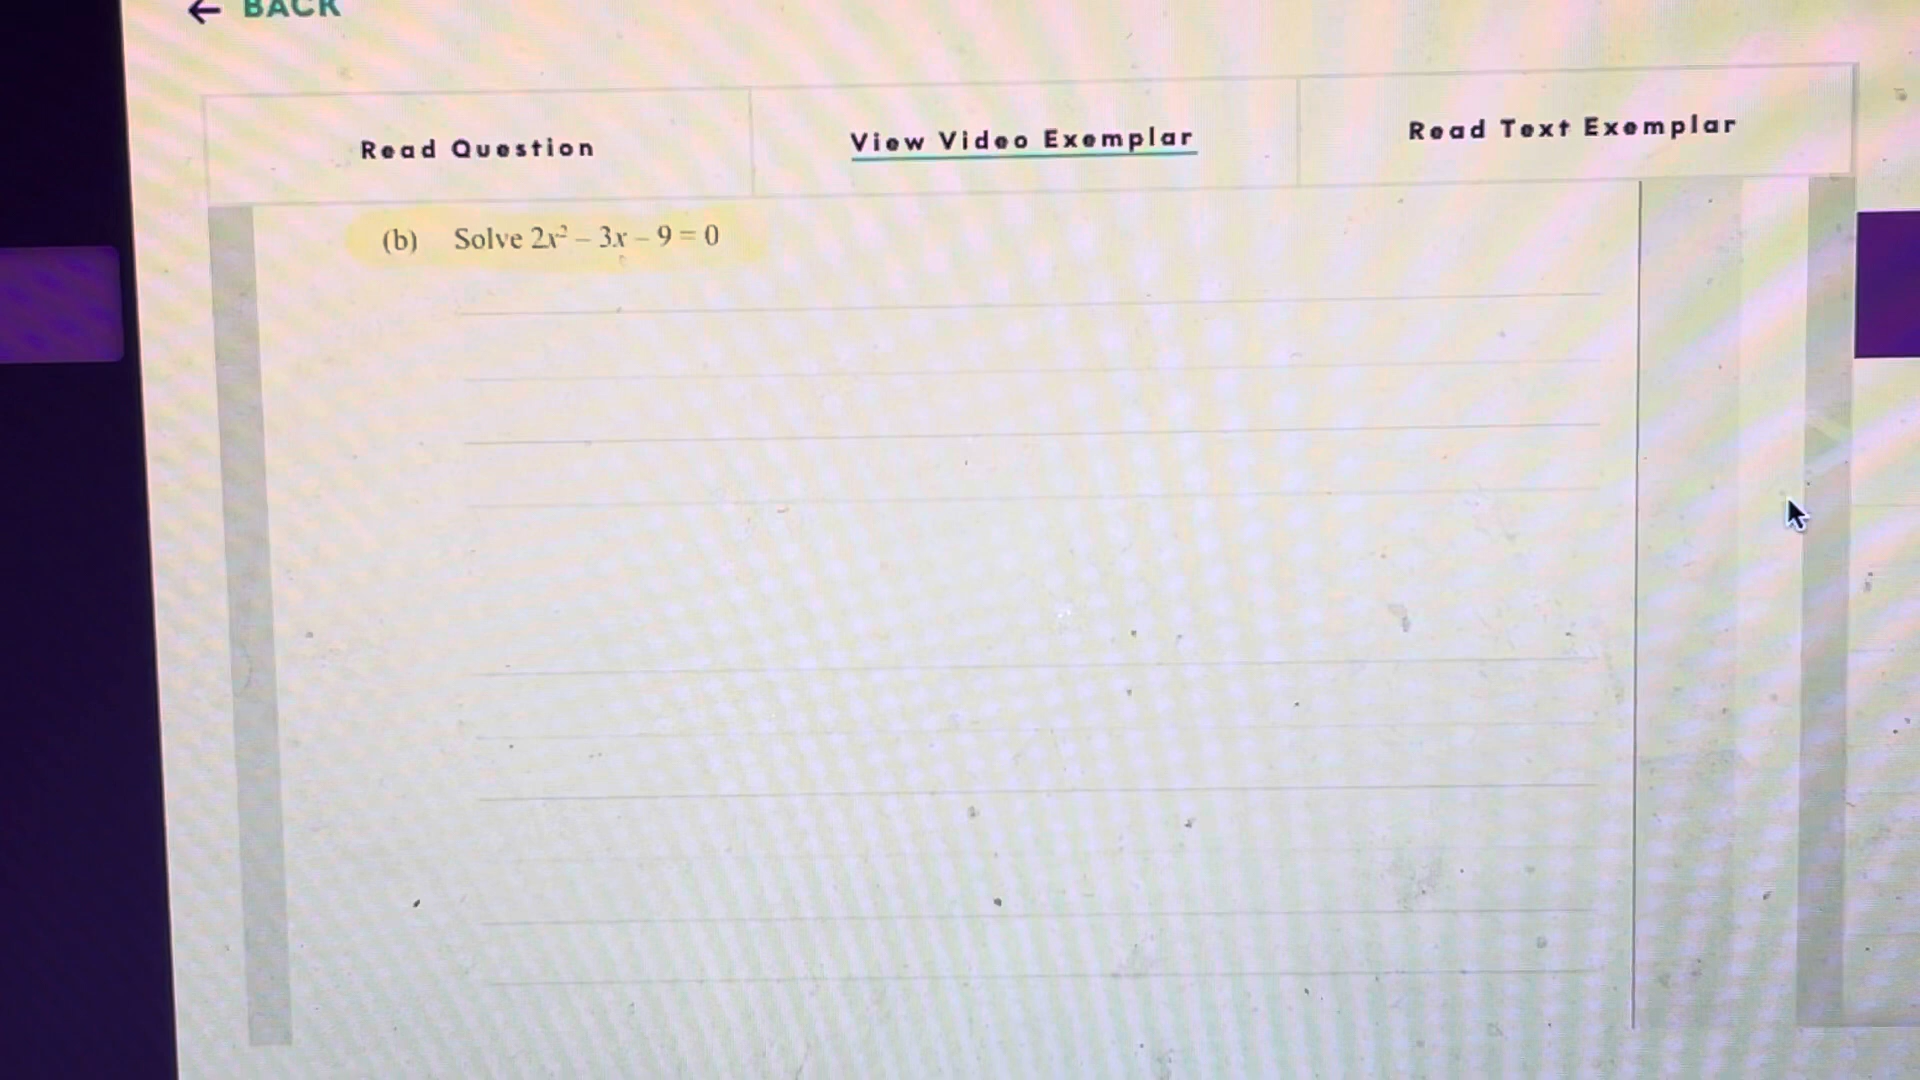 ← BACK
Read Question View Video Exemplar Read Text Exemplar
(b) Solve 2x² – 3x – 9 = 0